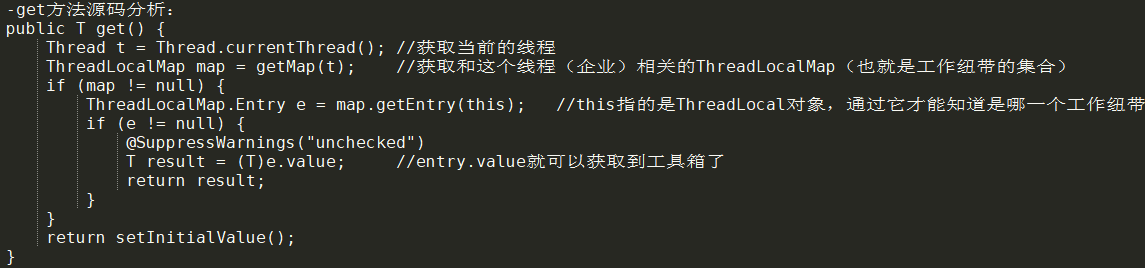 -get方法源码分析：
public T get() {
    Thread t = Thread.currentThread(); //获取当前的线程
    ThreadLocalMap map = getMap(t);    //获取和这个线程（企业）相关的ThreadLocalMap（也就是工作纽带的集合）
    if (map != null) {
        ThreadLocalMap.Entry e = map.getEntry(this);   //this指的是ThreadLocal对象，通过它才能知道是哪一个工作纽带
        if (e != null) {
            @SuppressWarnings("unchecked")
            T result = (T)e.value;     //entry.value就可以获取到工具箱了
            return result;
        }
    }
    return setInitialValue();
}